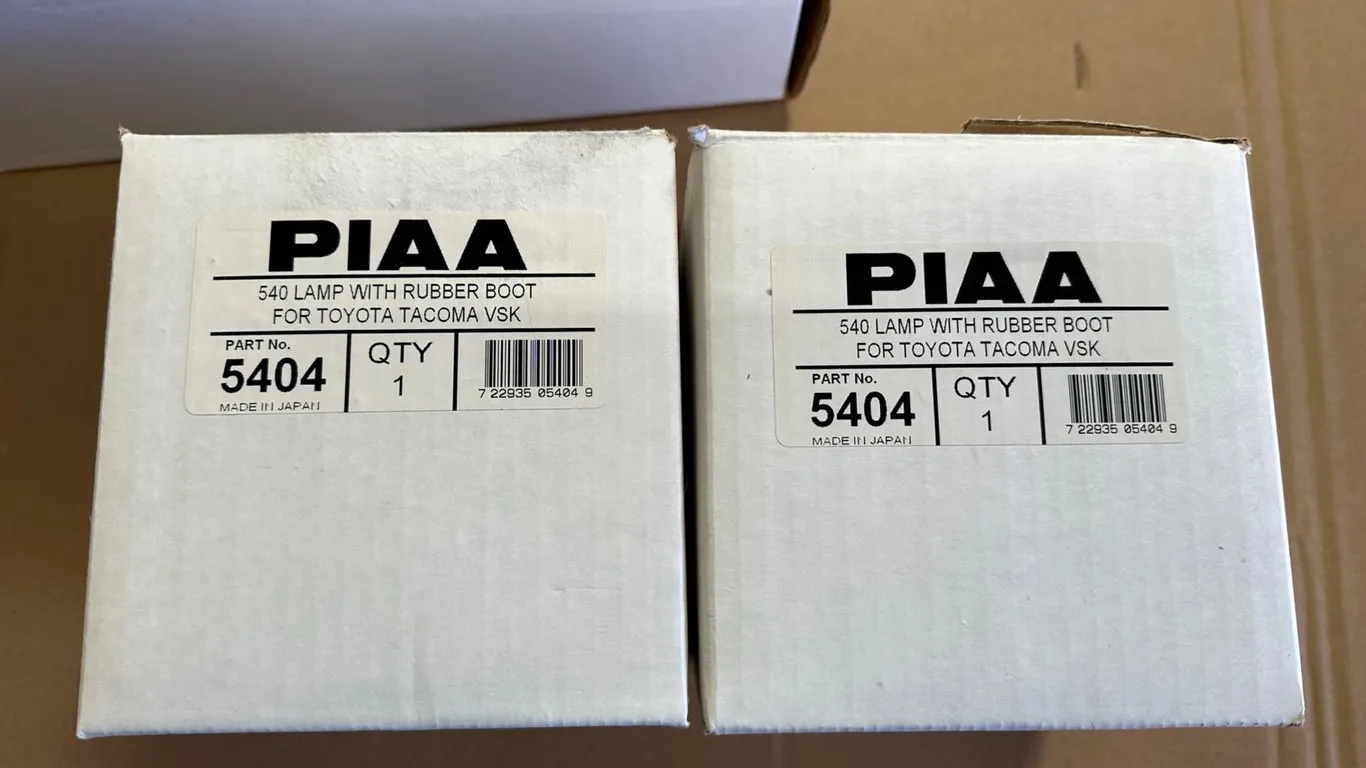 PIAA
540 LAMP WITH RUBBER BOOT
FOR TOYOTA TACOMA VSK
PART No.
5404
MADE IN JAPAN
QTY
1
7 22935 05404 9
PIAA
540 LAMP WITH RUBBER BOOT
FOR TOYOTA TACOMA VSK
PART No.
5404
MADE IN JAPAN
QTY
1
7 22935 05404 9